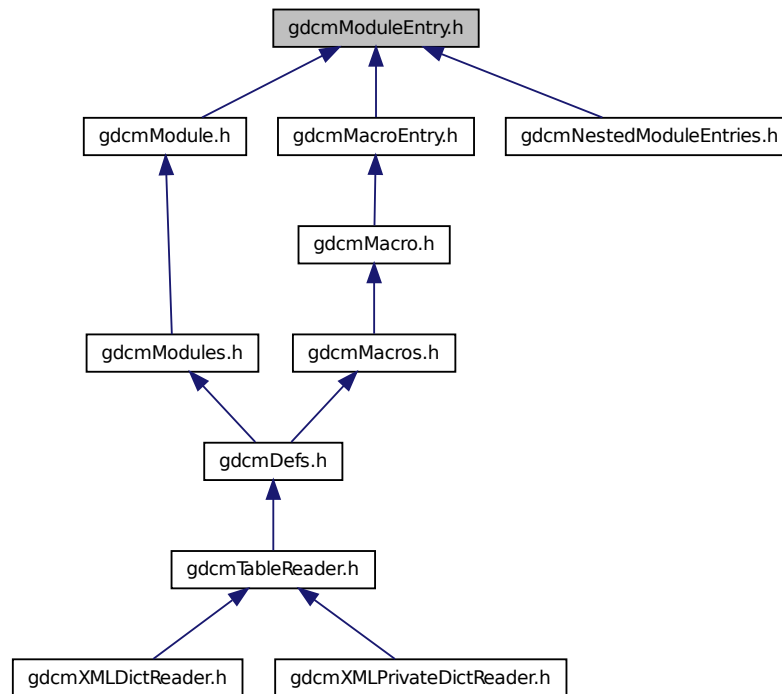 gdcmModuleEntry.h
gdcmModule.h
gdcmMacroEntry.h
gdcmNestedModuleEntries.h
gdcmMacro.h
gdcmModules.h
gdcmMacros.h
gdcmDefs.h
gdcmTableReader.h
gdcmXMLDictReader.h
gdcmXMLPrivateDictReader.h